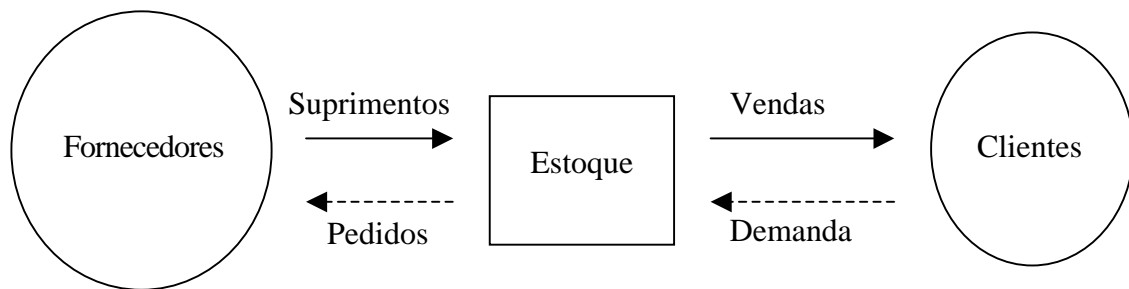 Fornecedores
Suprimentos
Pedidos
Estoque
Vendas
Demanda
Clientes